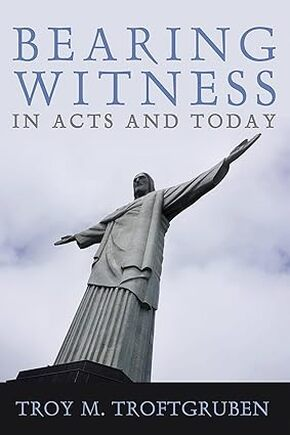 BEARING
WITNESS
IN ACTS AND TODAY
TROY M. TROFTGRUBEN